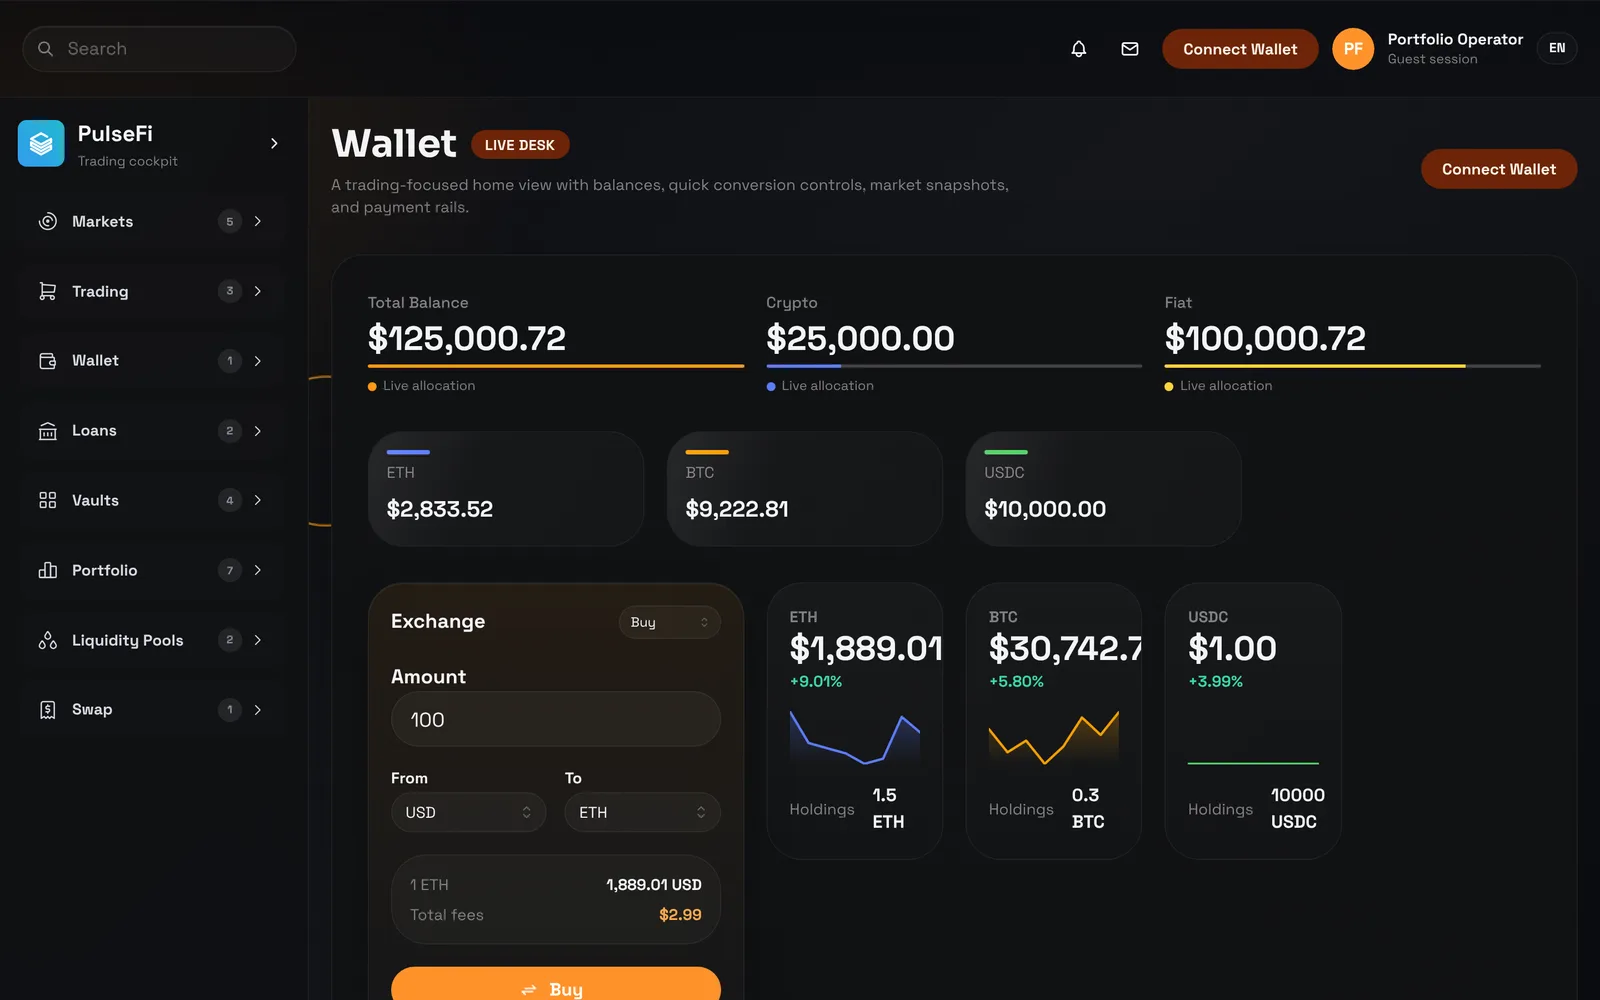 Search
Connect Wallet
PF
Portfolio Operator
Guest session
EN
PulseFi
Trading cockpit
Markets 5
Trading 3
Wallet 1
Loans 2
Vaults 4
Portfolio 7
Liquidity Pools 2
Swap 1
Wallet LIVE DESK
A trading-focused home view with balances, quick conversion controls, market snapshots,
and payment rails.
Connect Wallet
Total Balance
$125,000.72
Live allocation
Crypto
$25,000.00
Live allocation
Fiat
$100,000.72
Live allocation
ETH
$2,833.52
BTC
$9,222.81
USDC
$10,000.00
Exchange Buy
Amount
100
From To
USD ETH
1 ETH 1,889.01 USD
Total fees $2.99
Buy
ETH
$1,889.01
+9.01%
Holdings 1.5
ETH
BTC
$30,742.7
+5.80%
Holdings 0.3
BTC
USDC
$1.00
+3.99%
Holdings 10000
USDC